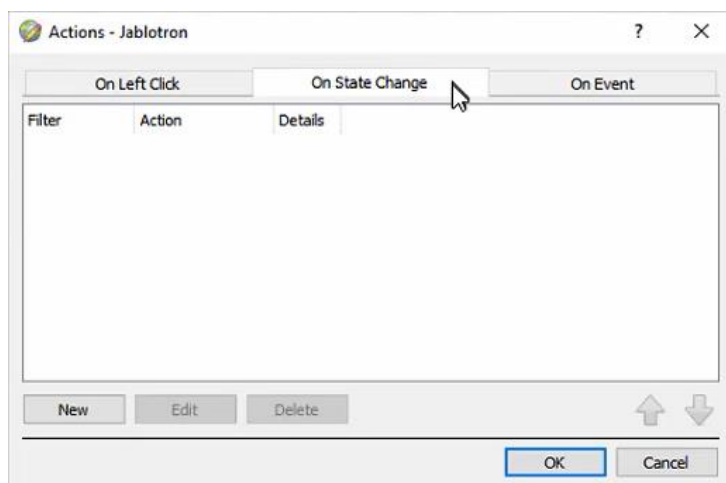 Actions - Jablotron ?
On Left Click On State Change On Event
Filter Action Details
New Edit Delete
OK Cancel